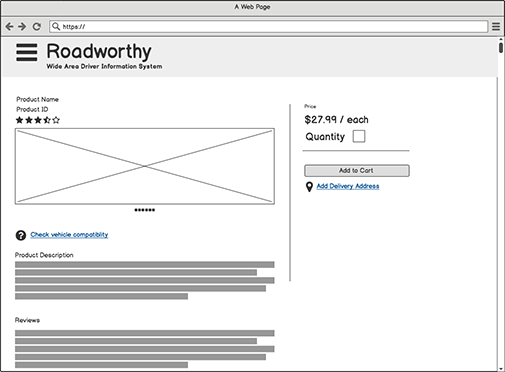 A Web Page
https://
Roadworthy
Wide Area Driver Information System
Product Name
Product ID
Price
$27.99 / each
Quantity
Add to Cart
Add Delivery Address
? Check vehicle compatiblity
Product Description
Reviews